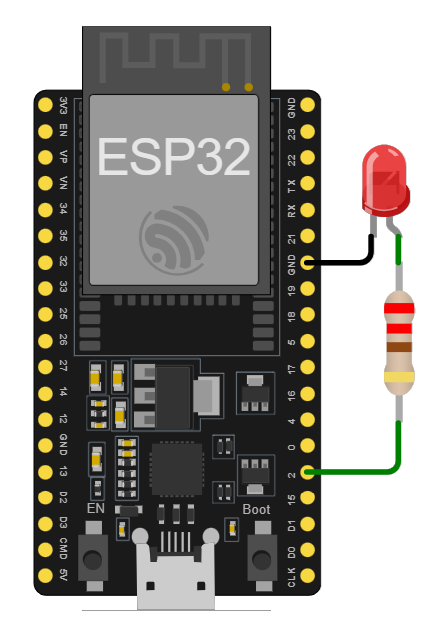 ESP32
3V3
EN
VP
VN
34
35
32
33
25
26
27
14
12
GND
13
D2
D3
CMD
5V
GND
23
22
TX
RX
21
GND
19
18
5
17
16
4
0
2
15
D1
D0
CLK
EN
Boot